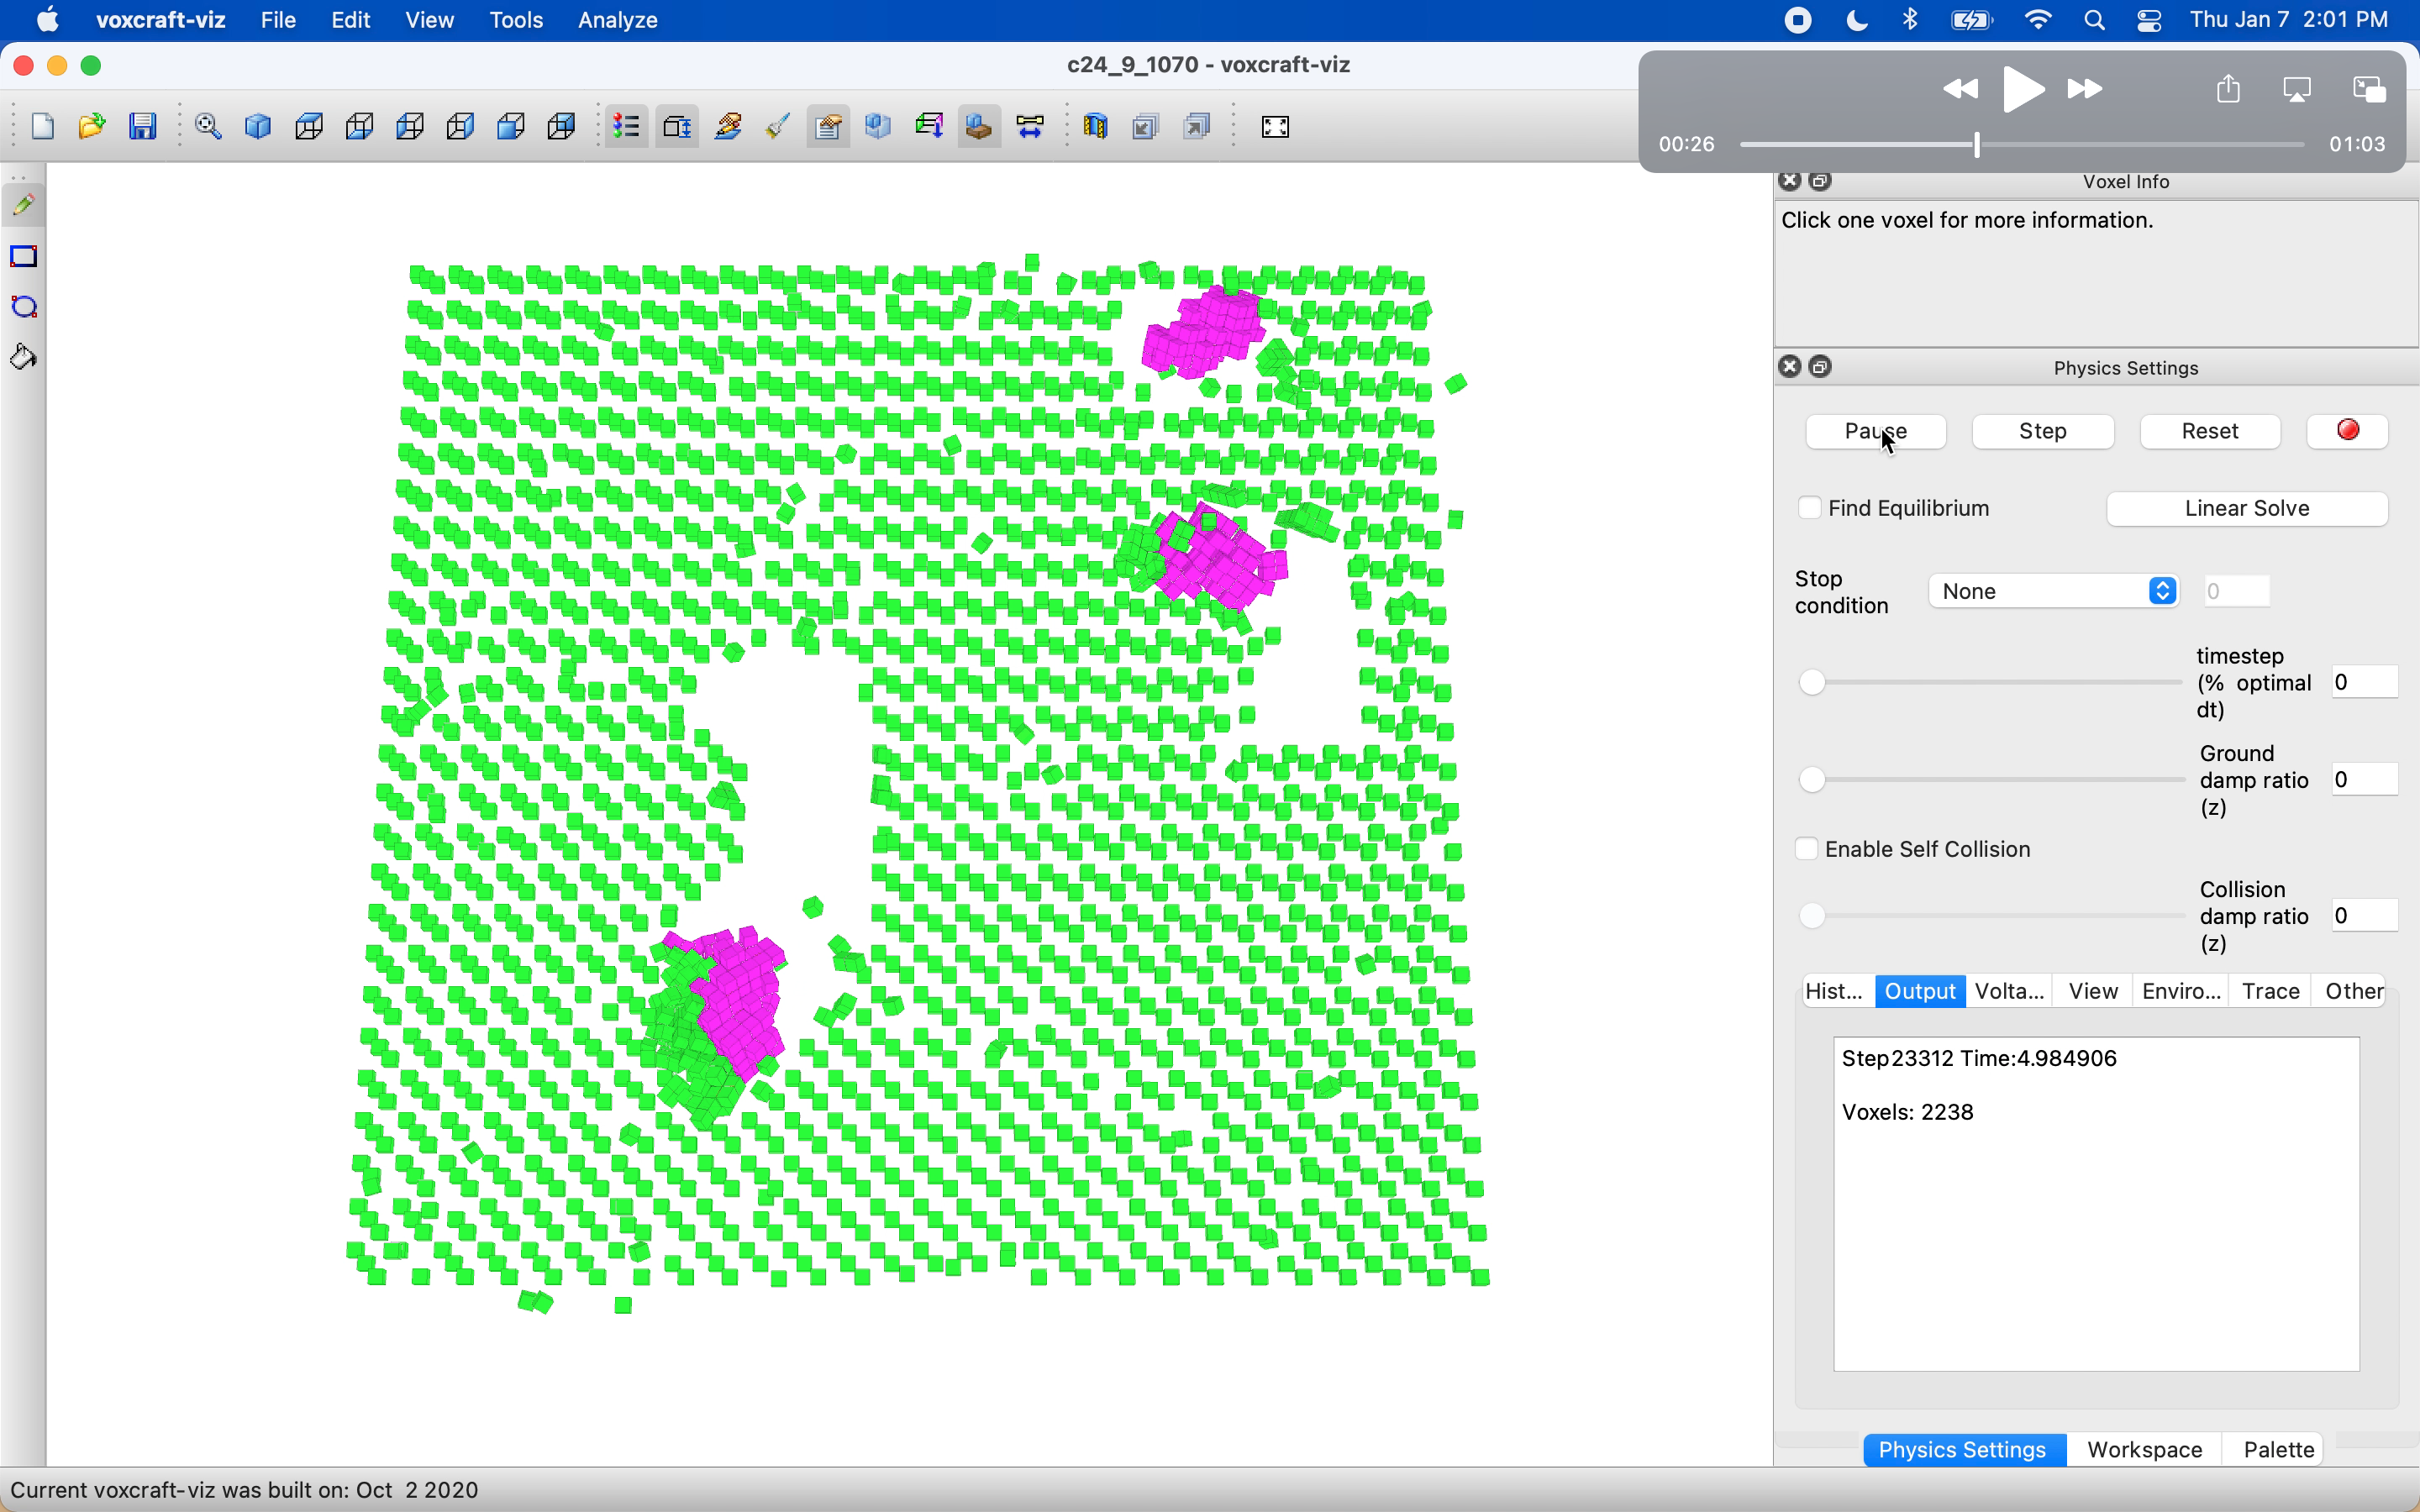 voxcraft-viz File Edit View Tools Analyze Thu Jan 7 2:01 PM
c24_9_1070 - voxcraft-viz
00:26 01:03
Voxel Info
Click one voxel for more information.
Physics Settings
Pause Step Reset
Find Equilibrium Linear Solve
Stop
condition None 0
timestep
(% optimal
dt) 0
Ground
damp ratio
(z) 0
Enable Self Collision
Collision
damp ratio
(z) 0
Hist... Output Volta... View Enviro... Trace Other
Step23312 Time:4.984906
Voxels: 2238
Physics Settings Workspace Palette
Current voxcraft-viz was built on: Oct 2 2020